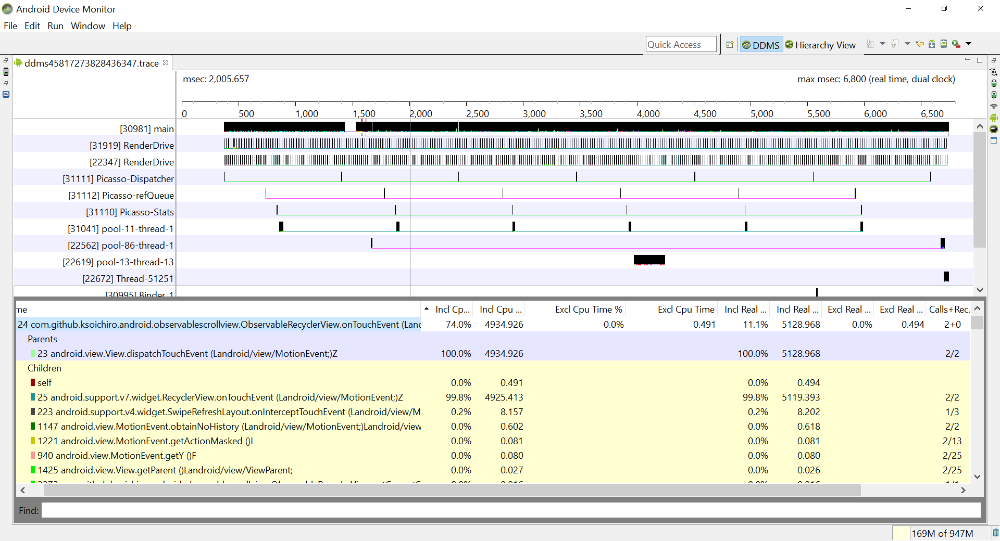 Android Device Monitor
File Edit Run Window Help
Quick Access DDMS Hierarchy View
ddms45817273828436347.trace
msec: 2,005.657 max msec: 6,800 (real time, dual clock)
0 500 1,000 1,500 2,000 2,500 3,000 3,500 4,000 4,500 5,000 5,500 6,000 6,500
[30981] main
[31919] RenderDrive
[22347] RenderDrive
[31111] Picasso-Dispatcher
[31112] Picasso-refQueue
[31110] Picasso-Stats
[31041] pool-11-thread-1
[22562] pool-86-thread-1
[22619] pool-13-thread-13
[22672] Thread-51251
[30995] Binder_1
me Incl Cp... Incl Cpu ... Excl Cpu Time % Excl Cpu Time Incl Real ... Incl Real ... Excl Real ... Excl Real ... Calls+Rec.
24 com.github.ksoichiro.android.observablescrollview.ObservableRecyclerView.onTouchEvent (Lanc 74.0% 4934.926 0.0% 0.491 11.1% 5128.968 0.0% 0.494 2+0
Parents
23 android.view.View.dispatchTouchEvent (Landroid/view/MotionEvent;)Z 100.0% 4934.926 100.0% 5128.968 2/2
Children
self 0.0% 0.491 0.0% 0.494
25 android.support.v7.widget.RecyclerView.onTouchEvent (Landroid/view/MotionEvent;)Z 99.8% 4925.413 99.8% 5119.393 2/2
223 android.support.v4.widget.SwipeRefreshLayout.onInterceptTouchEvent (Landroid/view/M 0.2% 8.157 0.2% 8.202 1/3
1147 android.view.MotionEvent.obtainNoHistory (Landroid/view/MotionEvent;)Landroid/view 0.0% 0.602 0.0% 0.618 2/2
1221 android.view.MotionEvent.getActionMasked ()I 0.0% 0.081 0.0% 0.081 2/13
940 android.view.MotionEvent.getY ()F 0.0% 0.080 0.0% 0.080 2/25
1425 android.view.View.getParent ()Landroid/view/ViewParent; 0.0% 0.027 0.0% 0.026 2/25
Find:
169M of 947M